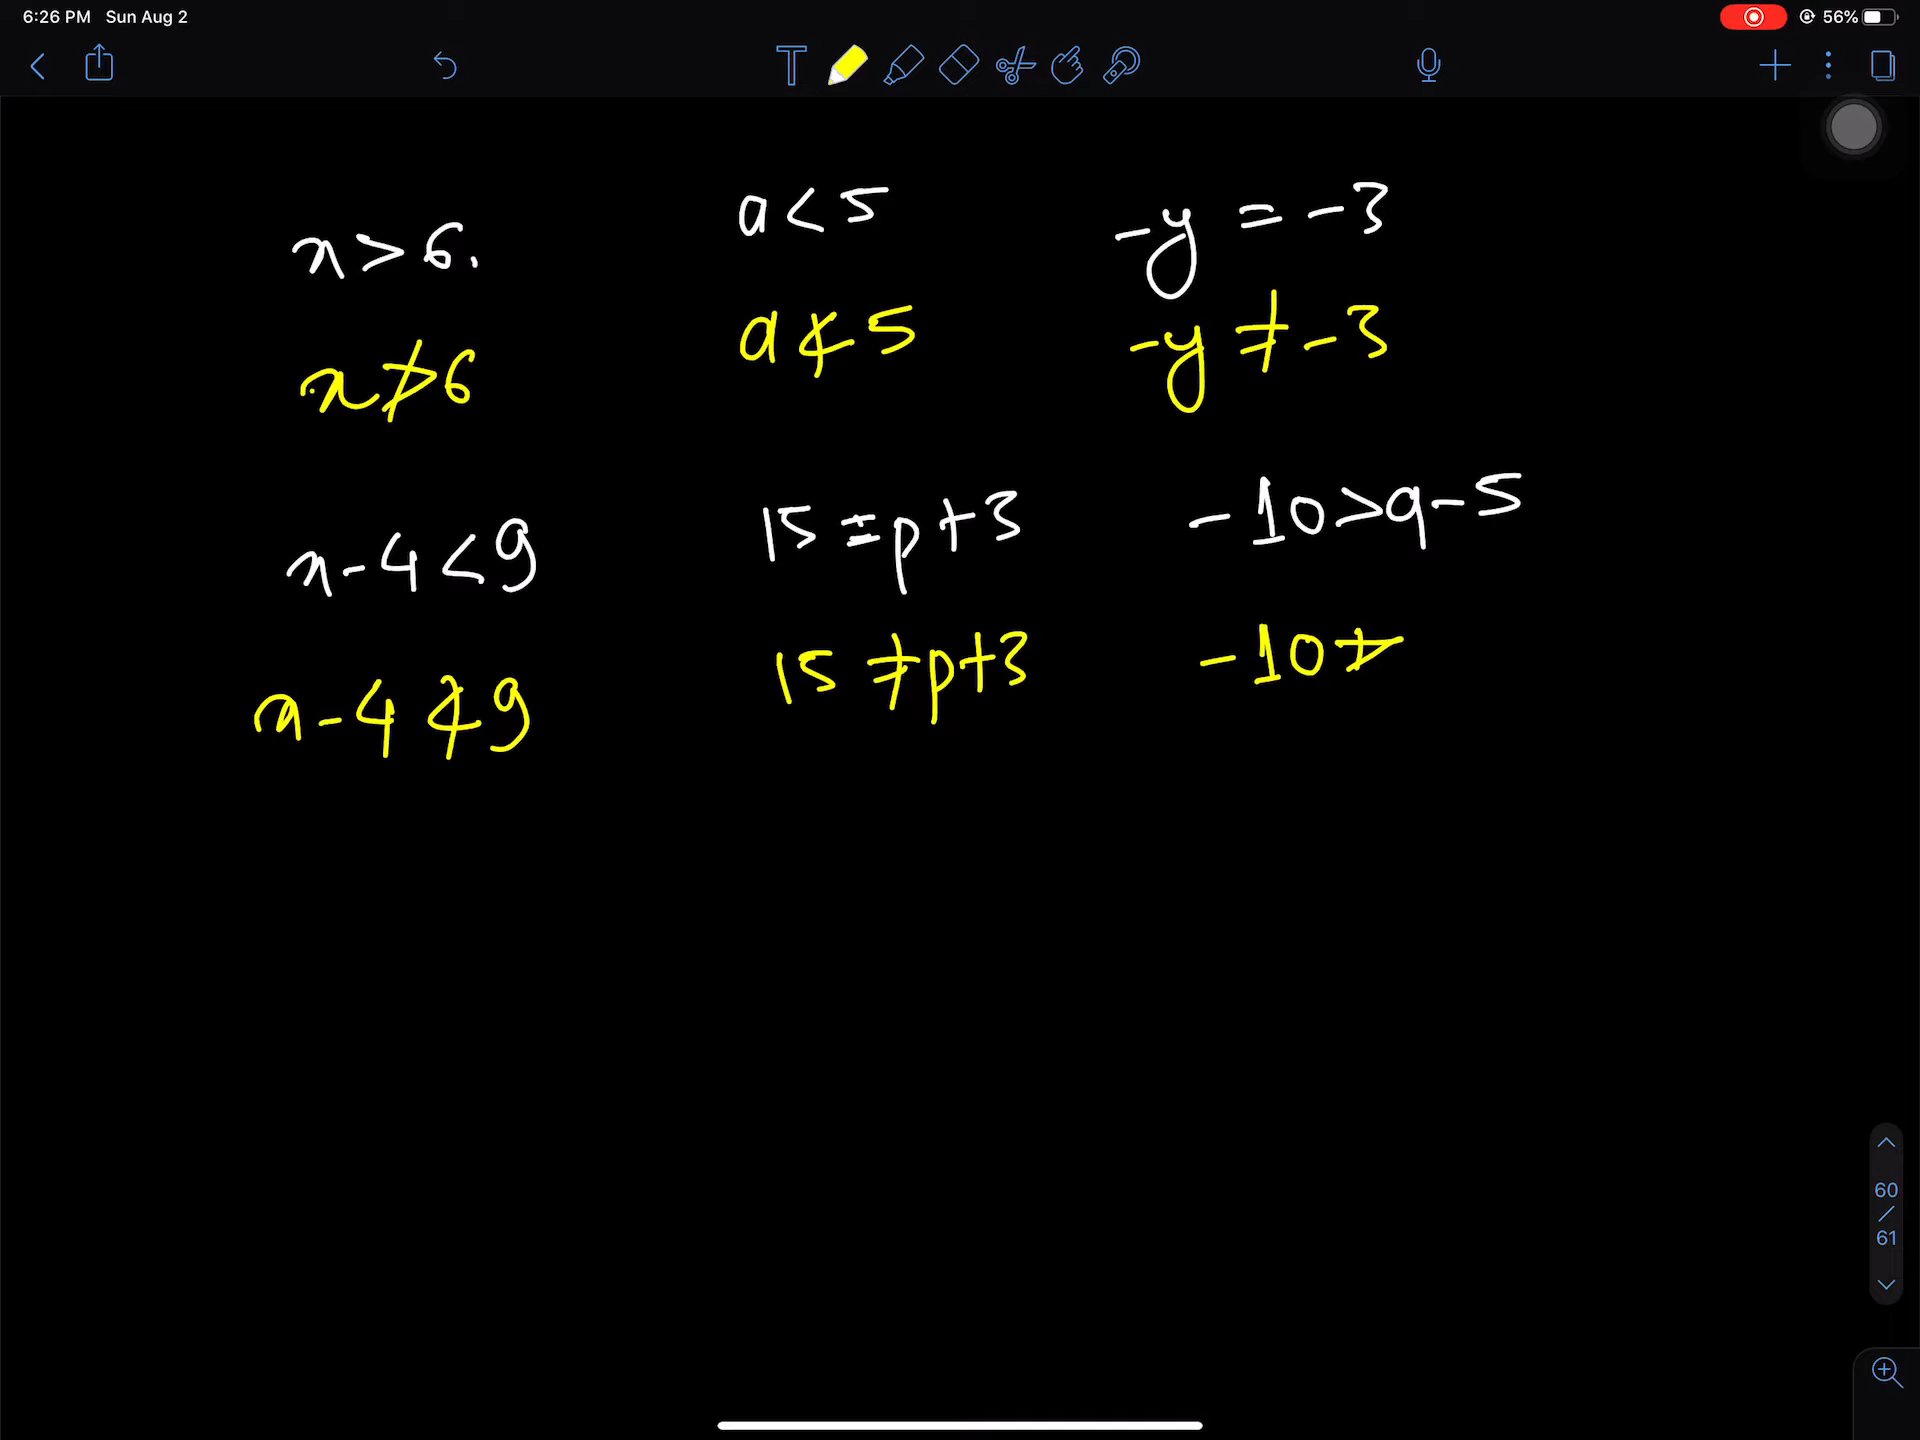 6:26 PM Sun Aug 2
56%
T
x > 6.
a < 5
-y = -3
x ≯ 6
a ≮ 5
-y ≠ -3
x - 4 < 9
15 = p + 3
-10 > q - 5
x - 4 ≮ 9
15 ≠ p + 3
-10 ≯
60
/
61